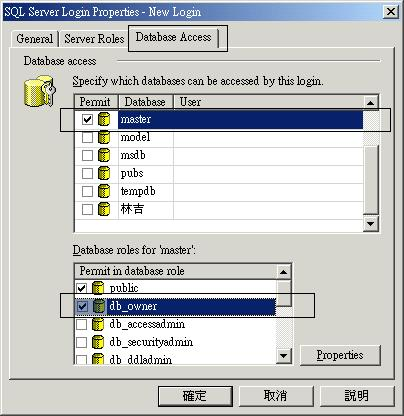 SQL Server Login Properties - New Login
General
Server Roles
Database Access
Database access
Specify which databases can be accessed by this login.
Permit Database User
master
model
msdb
pubs
tempdb
林吉
Database roles for 'master':
Permit in database role
public
db_owner
db_accessadmin
db_securityadmin
db_ddladmin
Properties
確定 取消 說明